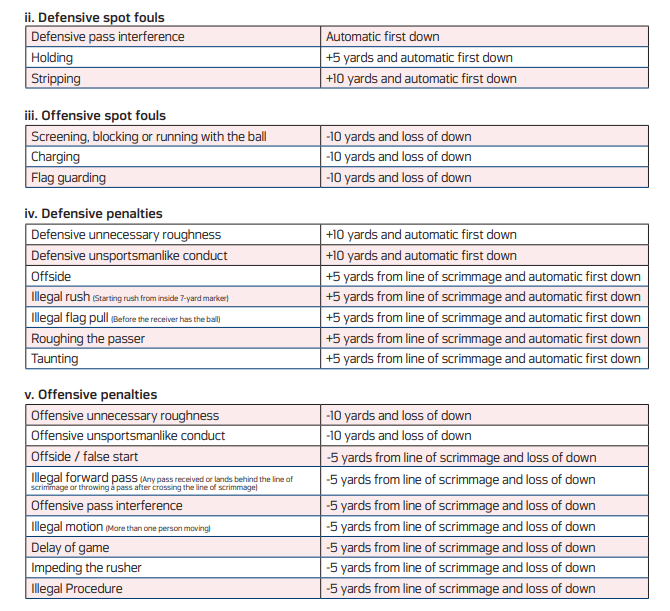 ii. Defensive spot fouls
Defensive pass interference Automatic first down
Holding +5 yards and automatic first down
Stripping +10 yards and automatic first down
iii. Offensive spot fouls
Screening, blocking or running with the ball -10 yards and loss of down
Charging -10 yards and loss of down
Flag guarding -10 yards and loss of down
iv. Defensive penalties
Defensive unnecessary roughness +10 yards and automatic first down
Defensive unsportsmanlike conduct +10 yards and automatic first down
Offside +5 yards from line of scrimmage and automatic first down
Illegal rush (Starting rush from inside 7-yard marker) +5 yards from line of scrimmage and automatic first down
Illegal flag pull (Before the receiver has the ball) +5 yards from line of scrimmage and automatic first down
Roughing the passer +5 yards from line of scrimmage and automatic first down
Taunting +5 yards from line of scrimmage and automatic first down
v. Offensive penalties
Offensive unnecessary roughness -10 yards and loss of down
Offensive unsportsmanlike conduct -10 yards and loss of down
Offside / false start -5 yards from line of scrimmage and loss of down
Illegal forward pass (Any pass received or lands behind the line of
scrimmage or throwing a pass after crossing the line of scrimmage) -5 yards from line of scrimmage and loss of down
Offensive pass interference -5 yards from line of scrimmage and loss of down
Illegal motion (More than one person moving) -5 yards from line of scrimmage and loss of down
Delay of game -5 yards from line of scrimmage and loss of down
Impeding the rusher -5 yards from line of scrimmage and loss of down
Illegal Procedure -5 yards from line of scrimmage and loss of down